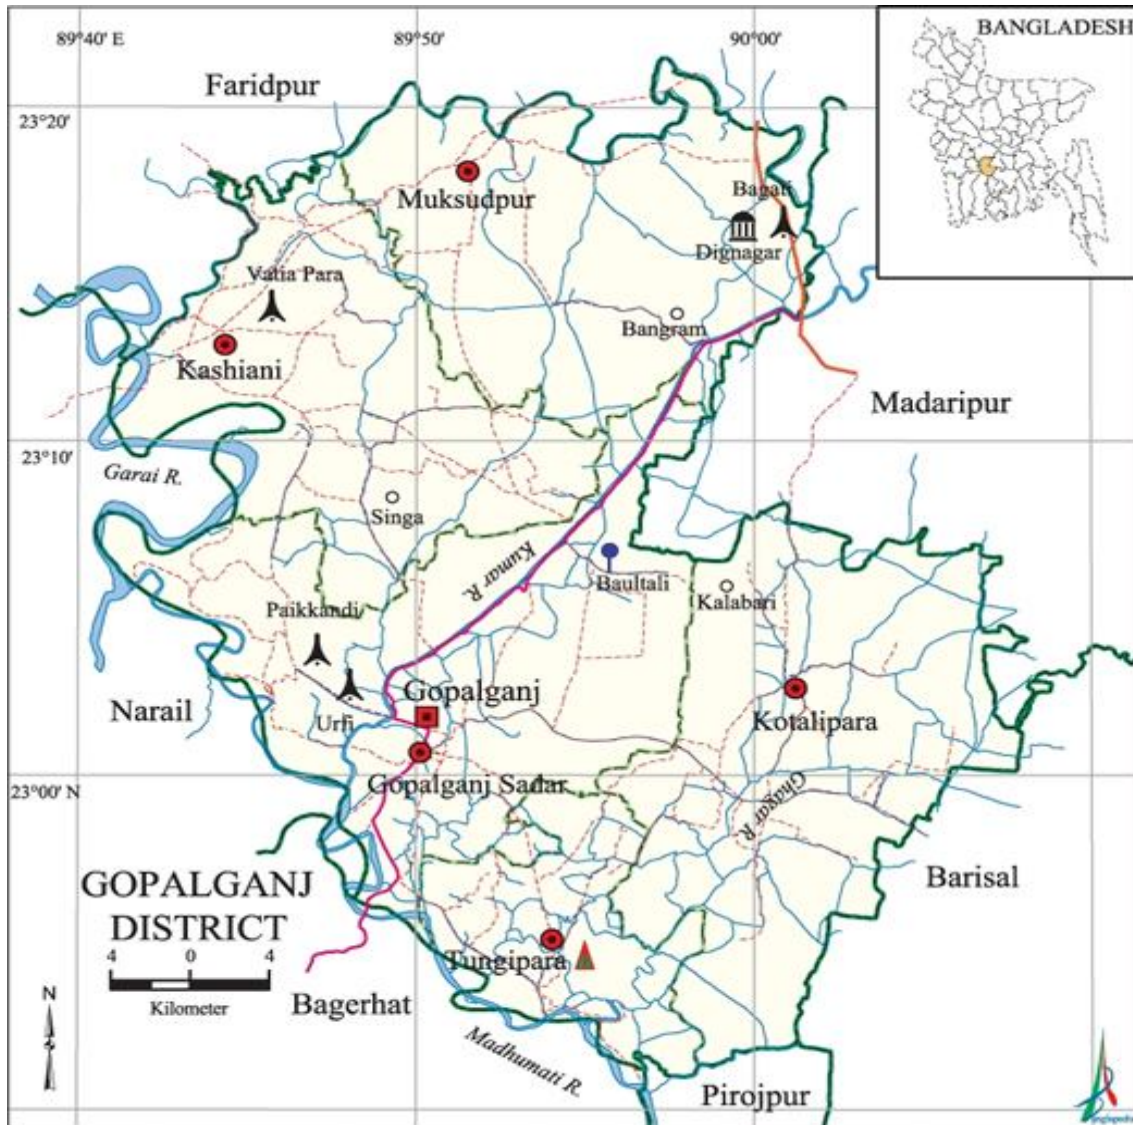 89°40' E
89°50'
90°00'
BANGLADESH
Faridpur
23°20'
Muksudpur
Bagati
Dignagar
Vatia Para
Bangram
Kashiani
Madaripur
23°10'
Garai R.
Singa
Kumar R.
Baultali
Kalabari
Paikkandi
Narail
Gopalganj
Urfi
Kotalipara
Gopalganj Sadar
23°00' N
Ghagar R.
GOPALGANJ
DISTRICT
Barisal
4 0 4
Kilometer
Tungipara
N
Bagerhat
Madhumati R.
Pirojpur